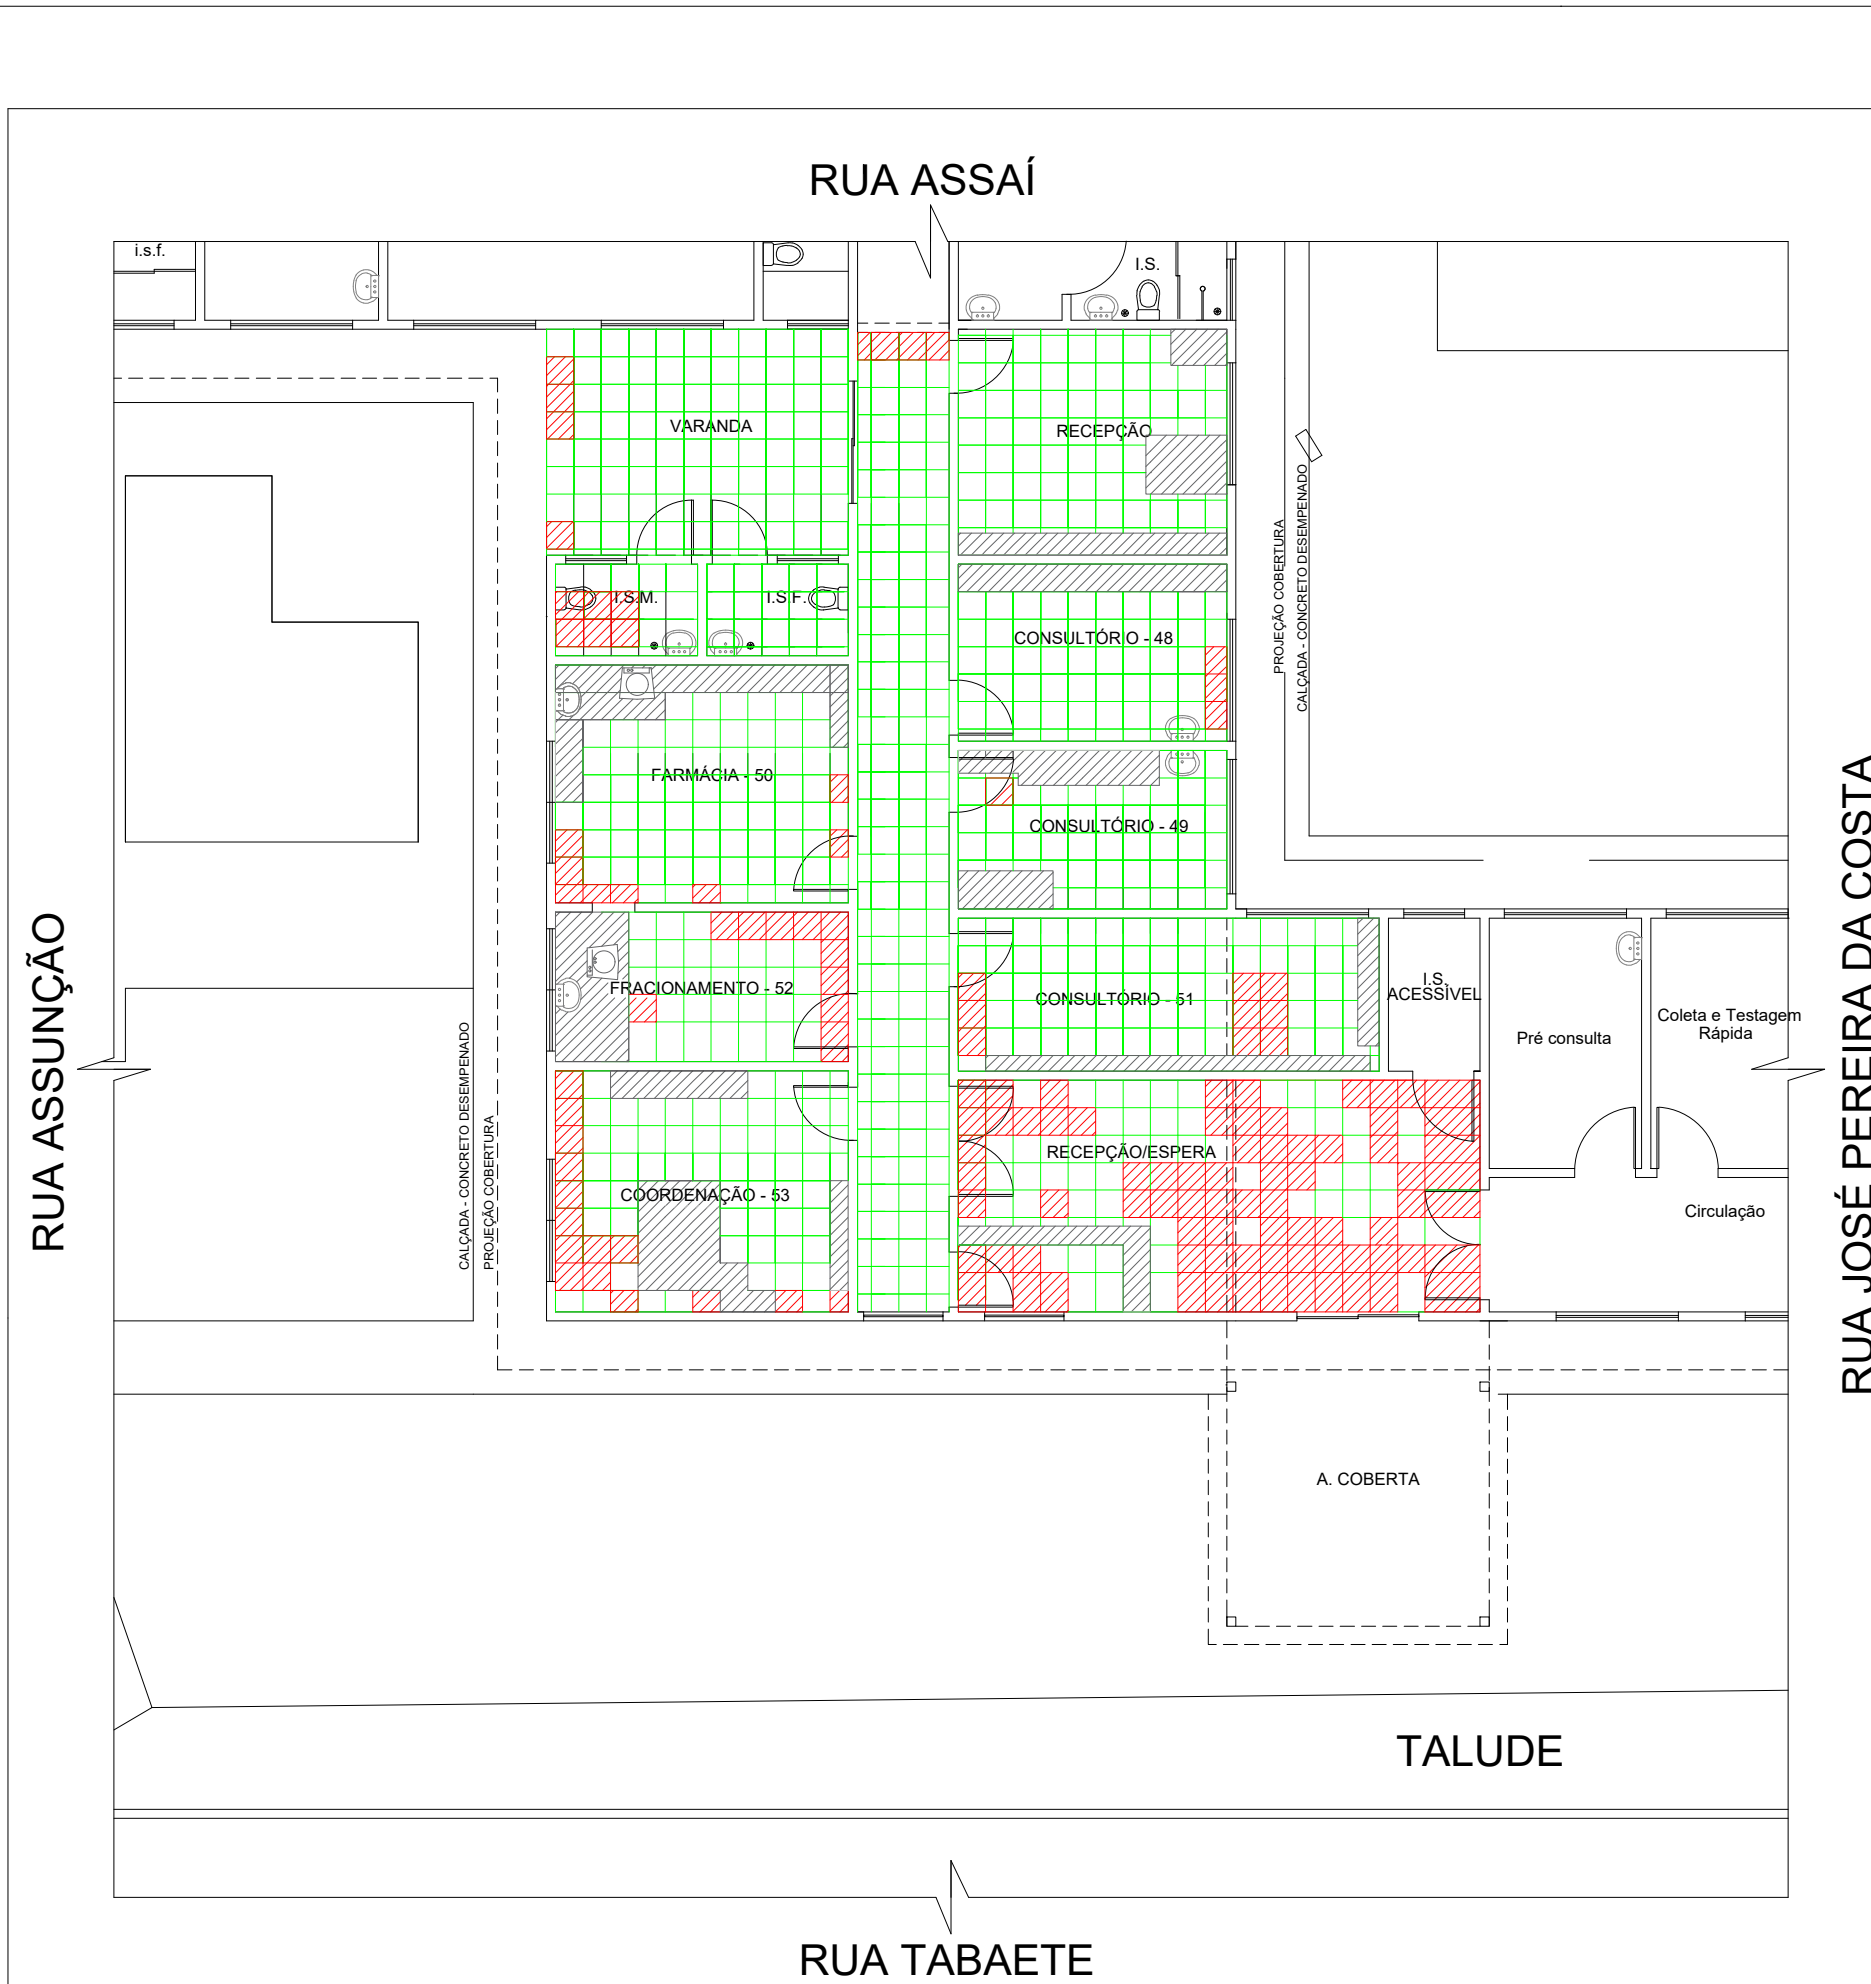 RUA ASSAÍ
i.s.f.
I.S.
VARANDA
RECEPÇÃO
PROJEÇÃO COBERTURA
CALÇADA - CONCRETO DESEMPENADO
I.S.M.
I.S.F.
CONSULTÓRIO - 48
FARMÁCIA - 50
CONSULTÓRIO - 49
RUA ASSUNÇÃO
RUA JOSÉ PEREIRA DA COSTA
FRACIONAMENTO - 52
CONSULTÓRIO - 51
I.S.
ACESSÍVEL
Pré consulta
Coleta e Testagem
Rápida
CALÇADA - CONCRETO DESEMPENADO
PROJEÇÃO COBERTURA
RECEPÇÃO/ESPERA
COORDENAÇÃO - 53
Circulação
A. COBERTA
TALUDE
RUA TABAETE